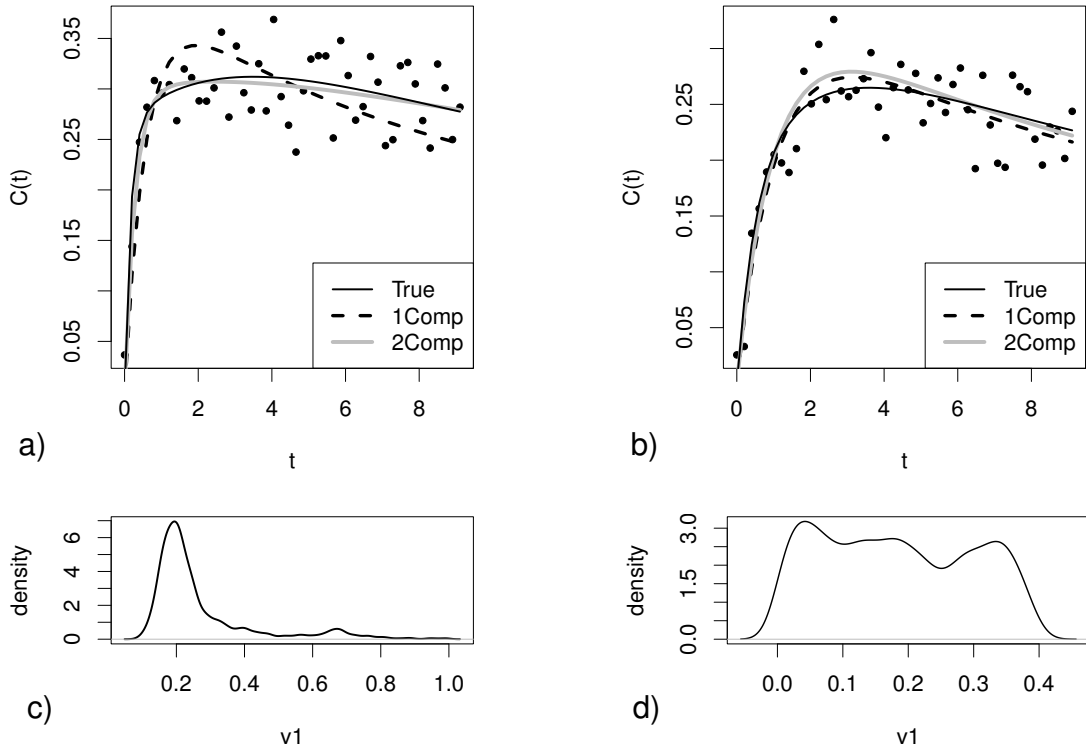 C(t)
0.05 0.15 0.25 0.35
True
1Comp
2Comp
0 2 4 6 8
t
a)
C(t)
0.05 0.15 0.25
True
1Comp
2Comp
0 2 4 6 8
t
b)
density
0 2 4 6
0.2 0.4 0.6 0.8 1.0
v1
c)
density
0.0 1.5 3.0
0.0 0.1 0.2 0.3 0.4
v1
d)